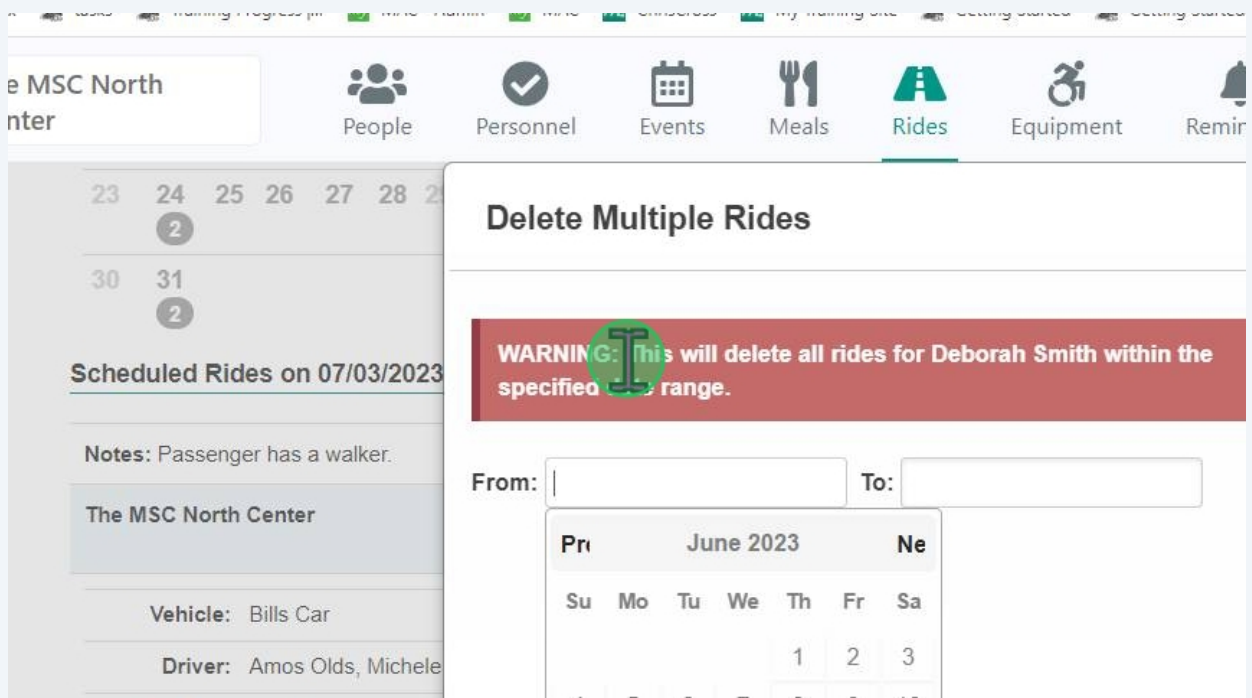 e MSC North
nter
People
Personnel
Events
Meals
Rides
Equipment
Remin
23 24 25 26 27 28
2
30 31
2
Scheduled Rides on 07/03/2023
Notes: Passenger has a walker.
The MSC North Center
Vehicle: Bills Car
Driver: Amos Olds, Michele
Delete Multiple Rides
WARNING: This will delete all rides for Deborah Smith within the
specified date range.
From:
To:
Pre June 2023 Ne
Su Mo Tu We Th Fr Sa
1 2 3